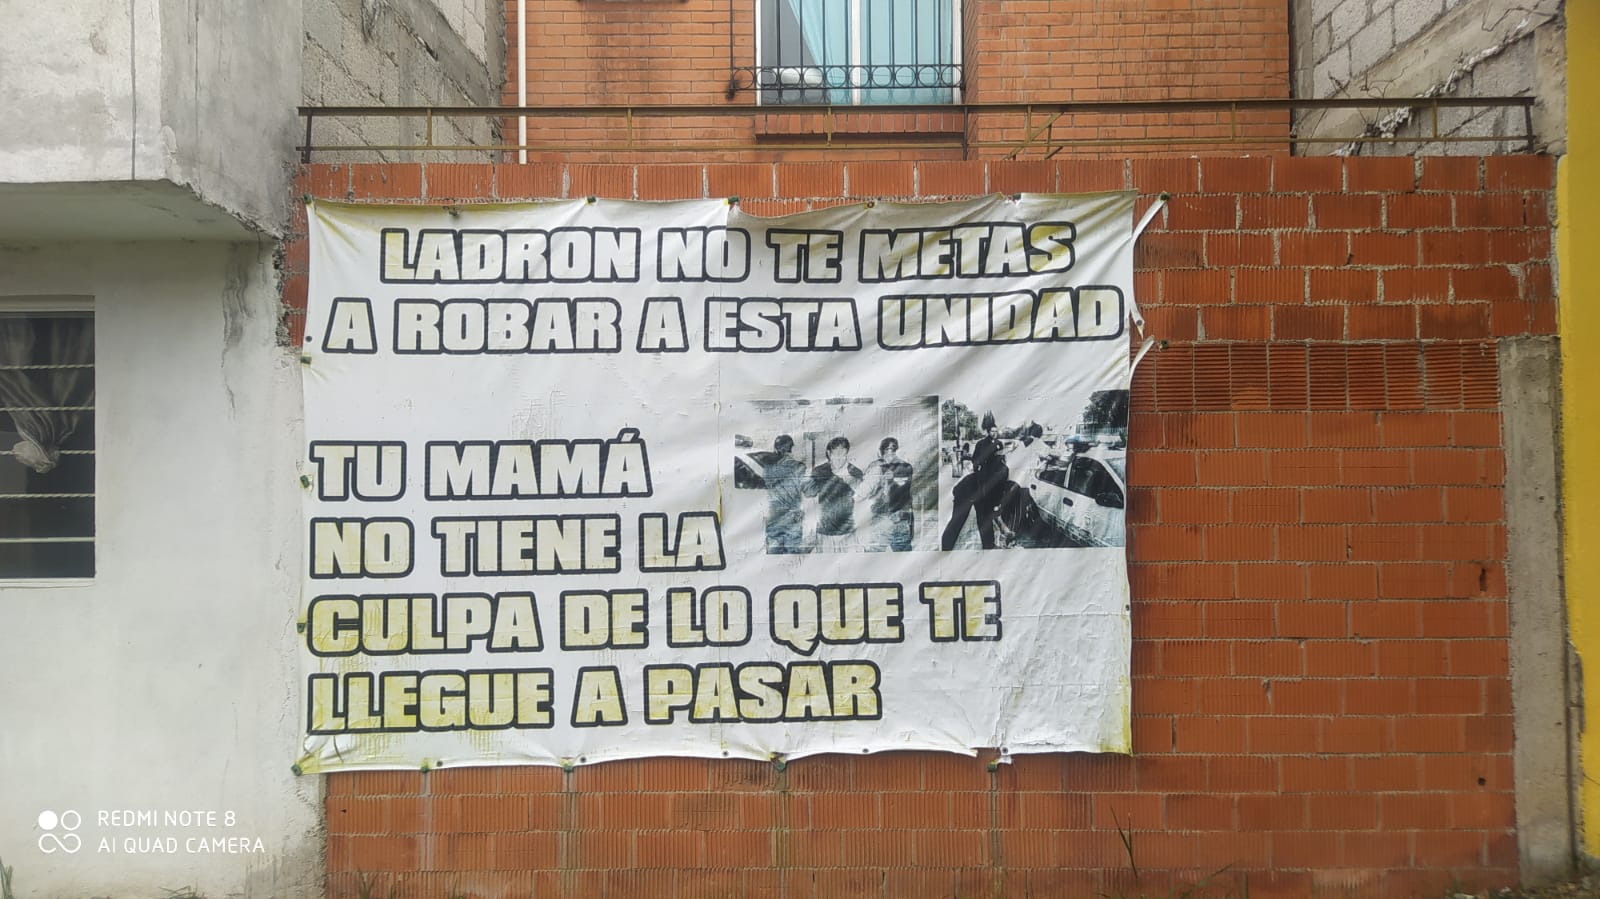 LADRON NO TE METAS
A ROBAR A ESTA UNIDAD
TU MAMÁ
NO TIENE LA
CULPA DE LO QUE TE
LLEGUE A PASAR
REDMI NOTE 8
AI QUAD CAMERA